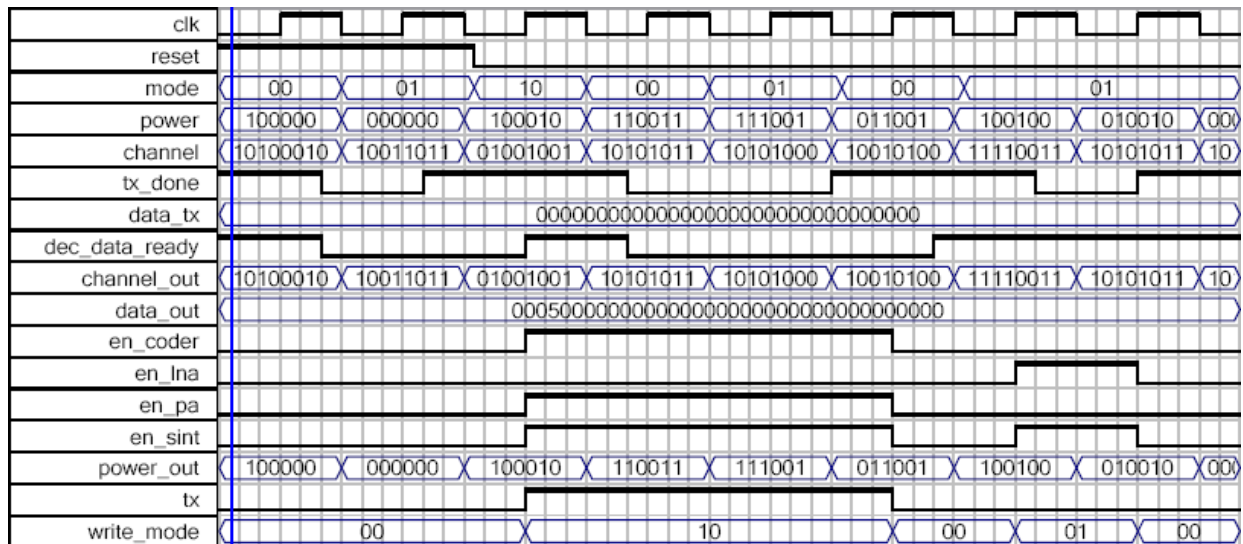 clk
reset
mode 00 01 10 00 01 00 01
power 100000 000000 100010 110011 111001 011001 100100 010010 000
channel 10100010 10011011 01001001 10101011 10101000 10010100 11110011 10101011 10
tx_done
data_tx 00000000000000000000000000000000
dec_data_ready
channel_out 10100010 10011011 01001001 10101011 10101000 10010100 11110011 10101011 10
data_out 000500000000000000000000000000000000
en_coder
en_lna
en_pa
en_sint
power_out 100000 000000 100010 110011 111001 011001 100100 010010 000
tx
write_mode 00 10 00 01 00